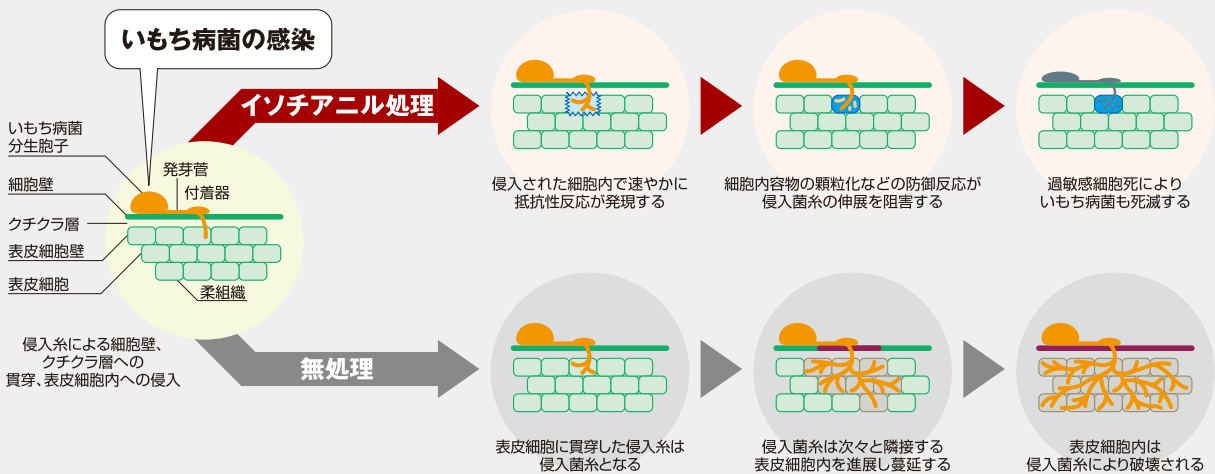 いもち病菌の感染
いもち病菌
分生胞子
細胞壁
クチクラ層
表皮細胞壁
表皮細胞
発芽菅
付着器
柔組織
侵入糸による細胞壁、
クチクラ層への
貫穿、表皮細胞内への侵入
イソチアニル処理
侵入された細胞内で速やかに
抵抗性反応が発現する
細胞内容物の顆粒化などの防御反応が
侵入菌糸の伸展を阻害する
過敏感細胞死により
いもち病菌も死滅する
無処理
表皮細胞に貫穿した侵入糸は
侵入菌糸となる
侵入菌糸は次々と隣接する
表皮細胞内を進展し蔓延する
表皮細胞内は
侵入菌糸により破壊される